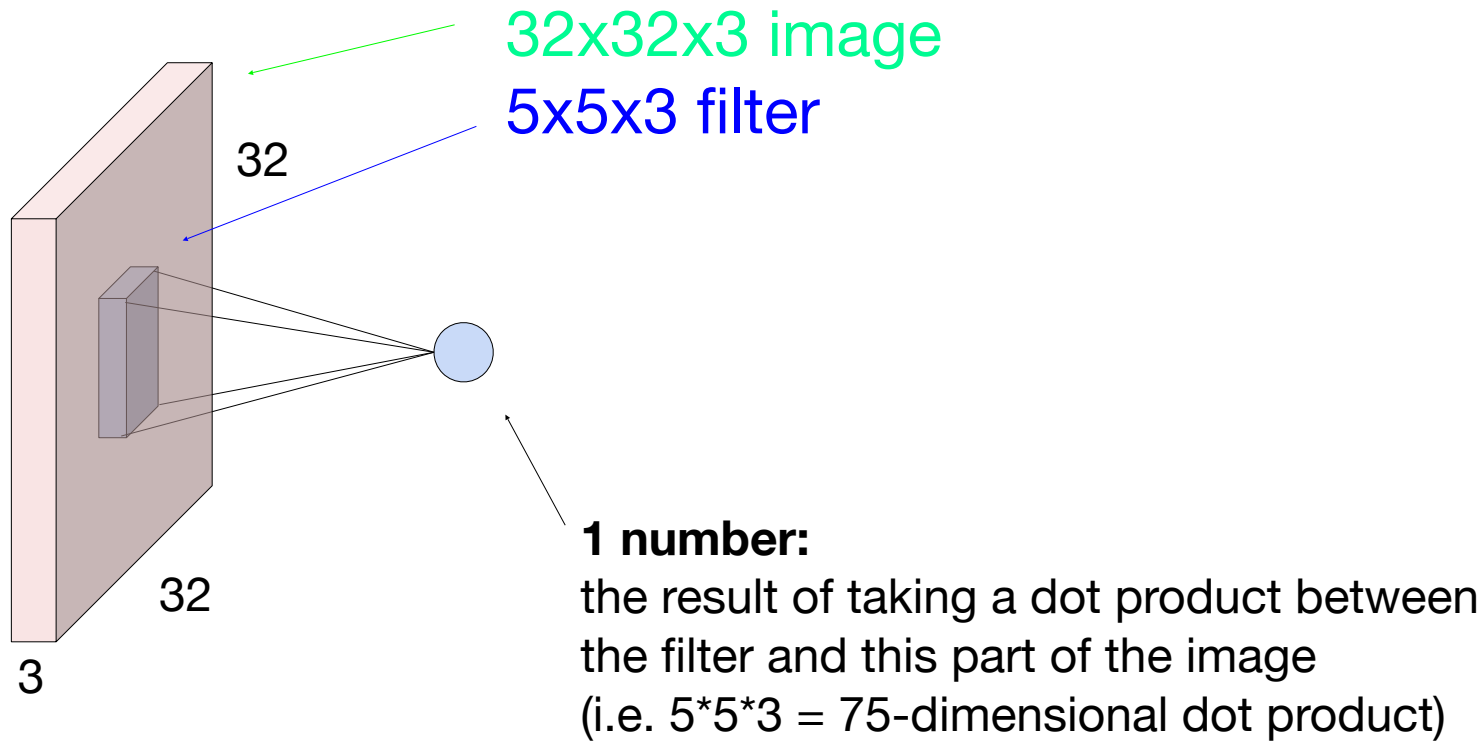 32x32x3 image
5x5x3 filter
32
32
3
1 number:
the result of taking a dot product between
the filter and this part of the image
(i.e. 5*5*3 = 75-dimensional dot product)